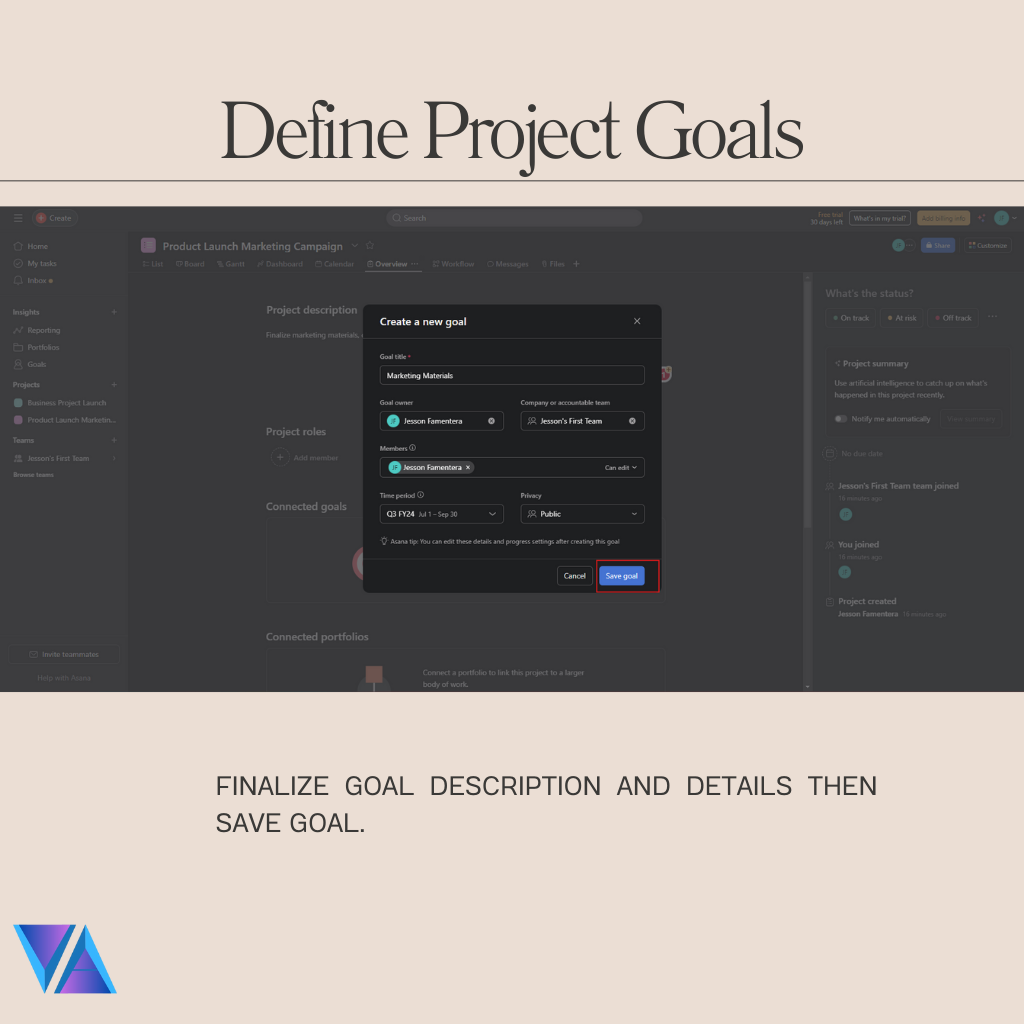 Define Project Goals
Create
Search
Free trial
30 days left
What's in my trial?
Add billing info
Home
My tasks
Inbox
Insights
Reporting
Portfolios
Goals
Projects
Business Project Launch
Product Launch Marketin...
Teams
Jesson's First Team
Browse teams
Invite teammates
Help with Asana
Product Launch Marketing Campaign
Share
Customize
List
Board
Gantt
Dashboard
Calendar
Overview
Workflow
Messages
Files
Project description
Finalize marketing materials,
Project roles
Add member
Connected goals
Connected portfolios
Connect a portfolio to link this project to a larger
body of work.
Create a new goal
Goal title *
Marketing Materials
Goal owner
Company or accountable team
JF Jesson Famentera
Jesson's First Team
Members
JF Jesson Famentera
Can edit
Time period
Privacy
Q3 FY24 Jul 1 – Sep 30
Public
Asana tip: You can edit these details and progress settings after creating this goal
Cancel
Save goal
What's the status?
On track
At risk
Off track
Project summary
Use artificial intelligence to catch up on what's
happened in this project recently.
Notify me automatically
View summary
No due date
Jesson's First Team team joined
You joined
Project created
Jesson Famentera
FINALIZE GOAL DESCRIPTION AND DETAILS THEN
SAVE GOAL.
VA